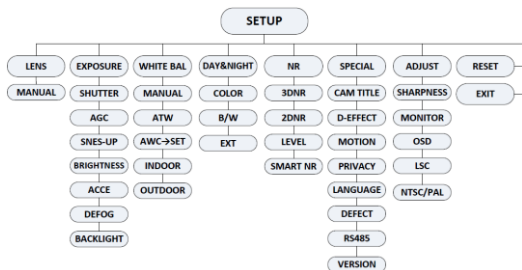 SETUP
LENS
MANUAL
EXPOSURE
SHUTTER
AGC
SNES-UP
BRIGHTNESS
ACCE
DEFOG
BACKLIGHT
WHITE BAL
MANUAL
ATW
AWC→SET
INDOOR
OUTDOOR
DAY&NIGHT
COLOR
B/W
EXT
NR
3DNR
2DNR
LEVEL
SMART NR
SPECIAL
CAM TITLE
D-EFFECT
MOTION
PRIVACY
LANGUAGE
DEFECT
RS485
VERSION
ADJUST
SHARPNESS
MONITOR
OSD
LSC
NTSC/PAL
RESET
EXIT